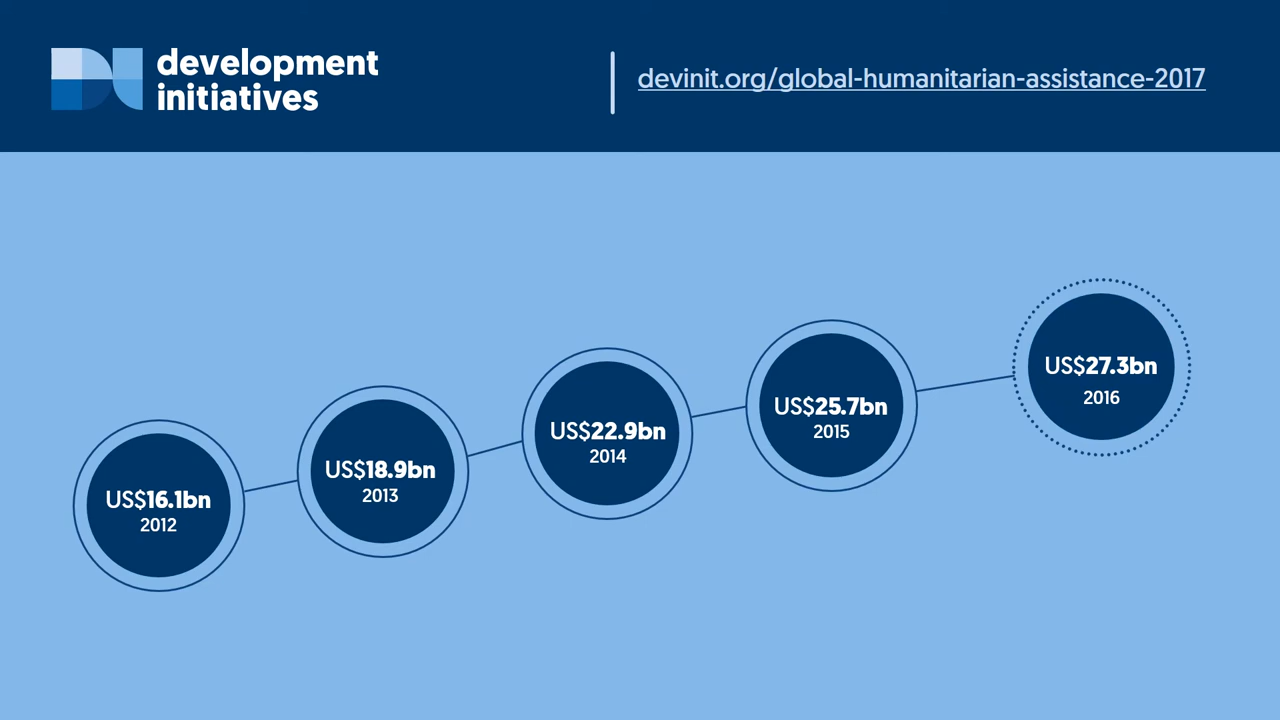 development
initiatives
devinit.org/global-humanitarian-assistance-2017
US$16.1bn
2012
US$18.9bn
2013
US$22.9bn
2014
US$25.7bn
2015
US$27.3bn
2016